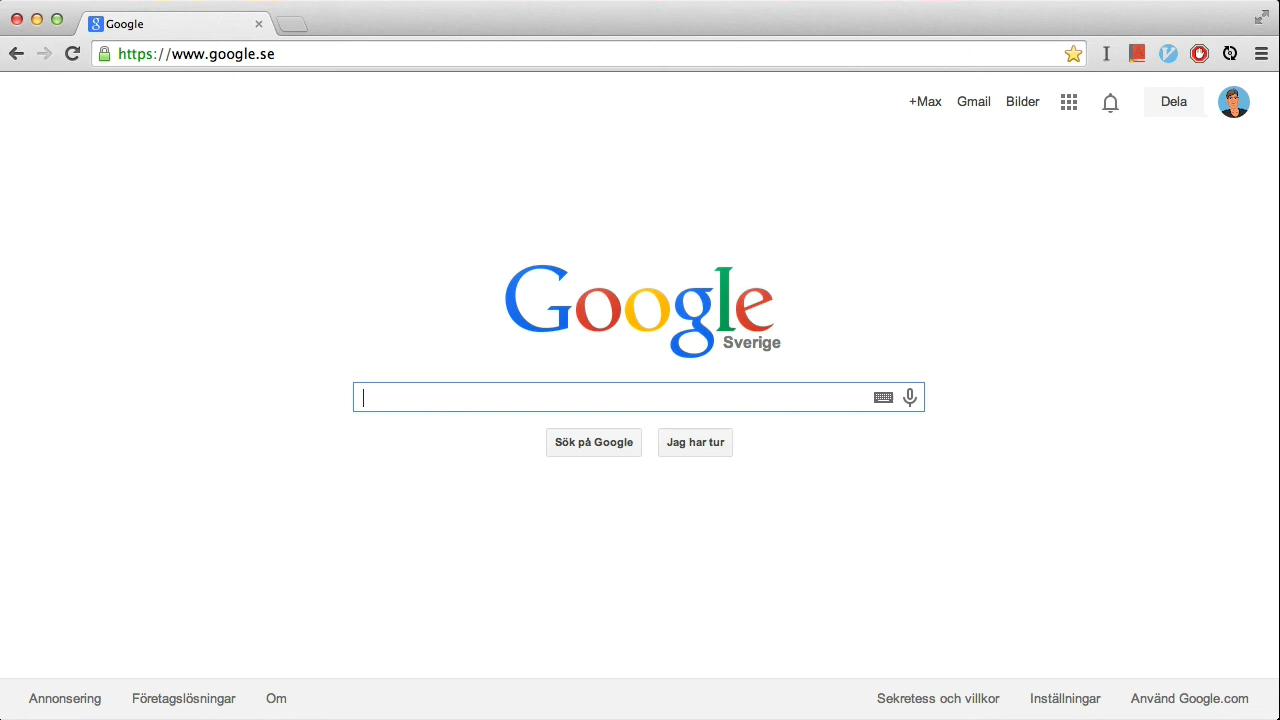 Google
https://www.google.se
+Max Gmail Bilder Dela
Google
Sverige
Sök på Google Jag har tur
Annonsering Företagslösningar Om Sekretess och villkor Inställningar Använd Google.com